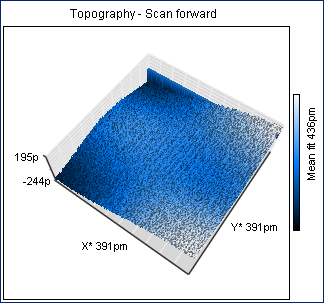 Topography - Scan forward
195p
-244p
X* 391pm
Y* 391pm
Mean fit 436pm